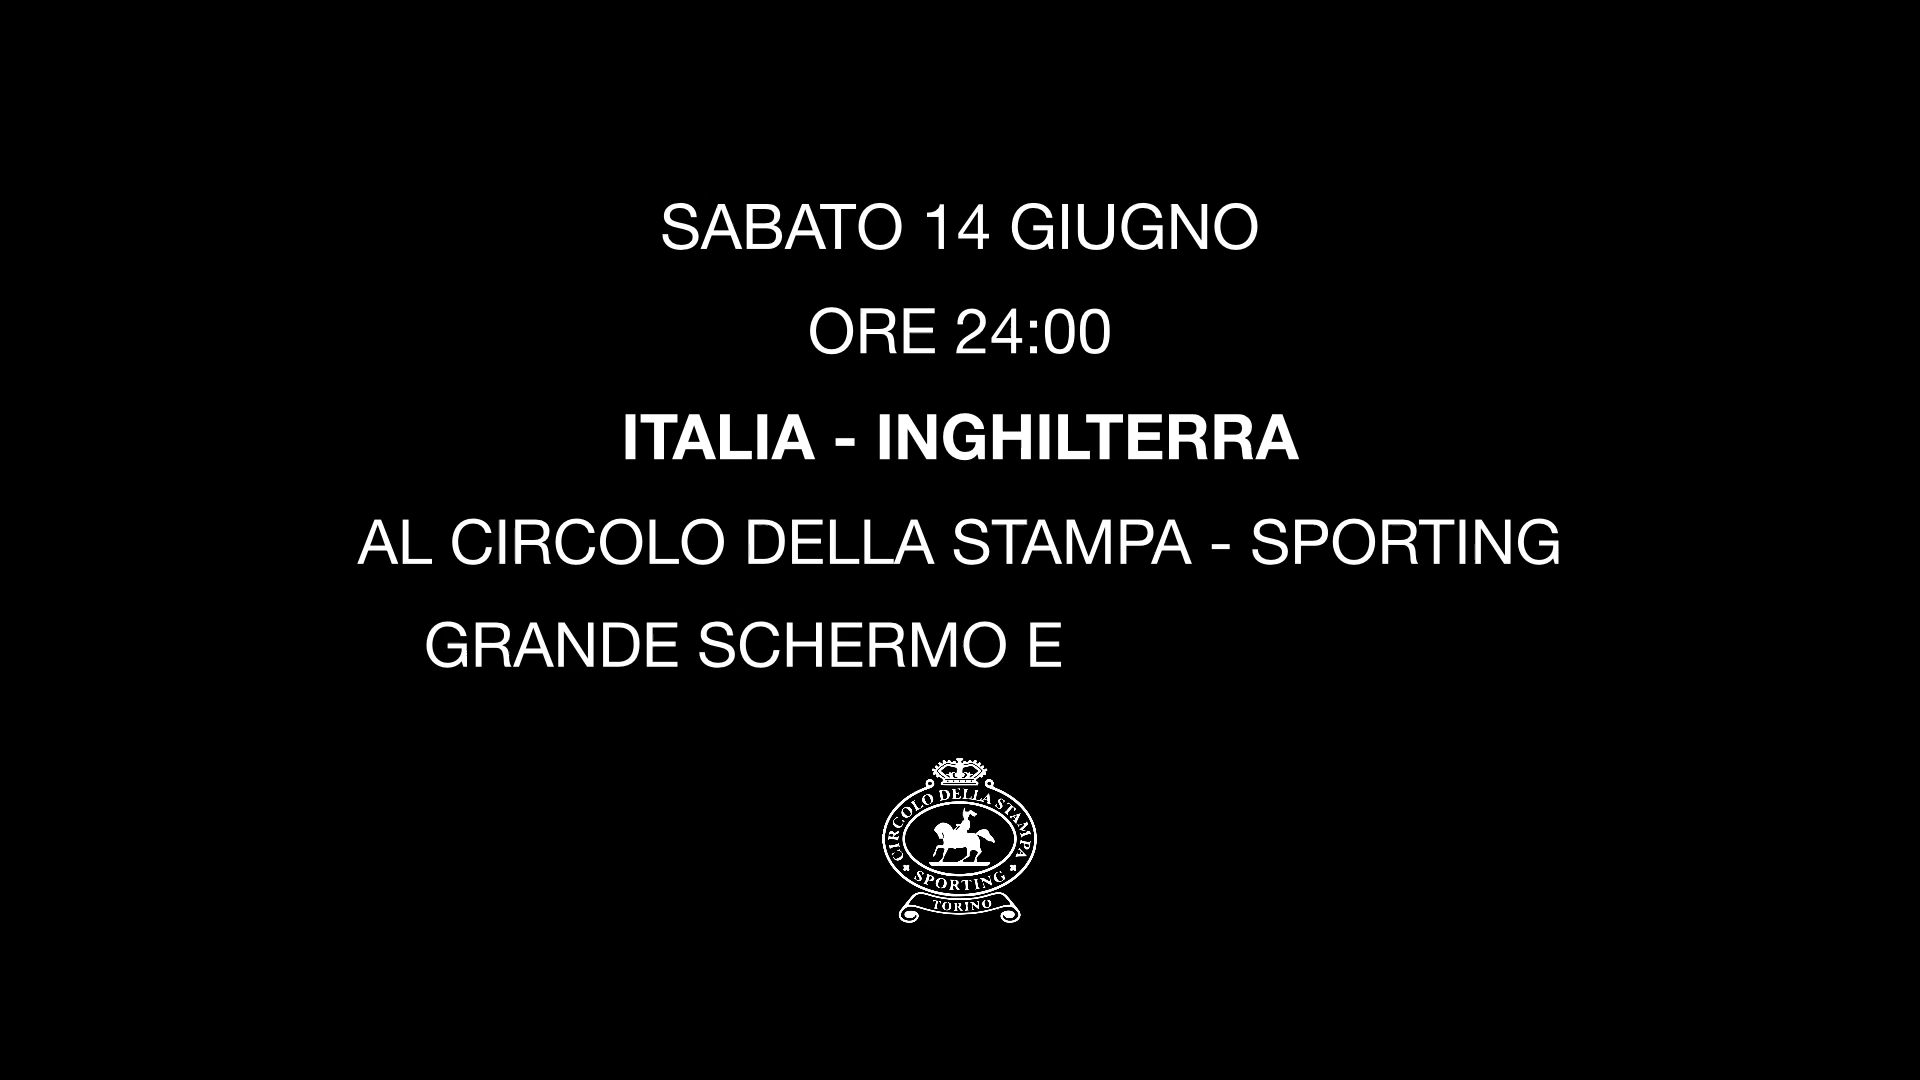 SABATO 14 GIUGNO
ORE 24:00
ITALIA - INGHILTERRA
AL CIRCOLO DELLA STAMPA - SPORTING
GRANDE SCHERMO E
CIRCOLO DELLA STAMPA
SPORTING
TORINO